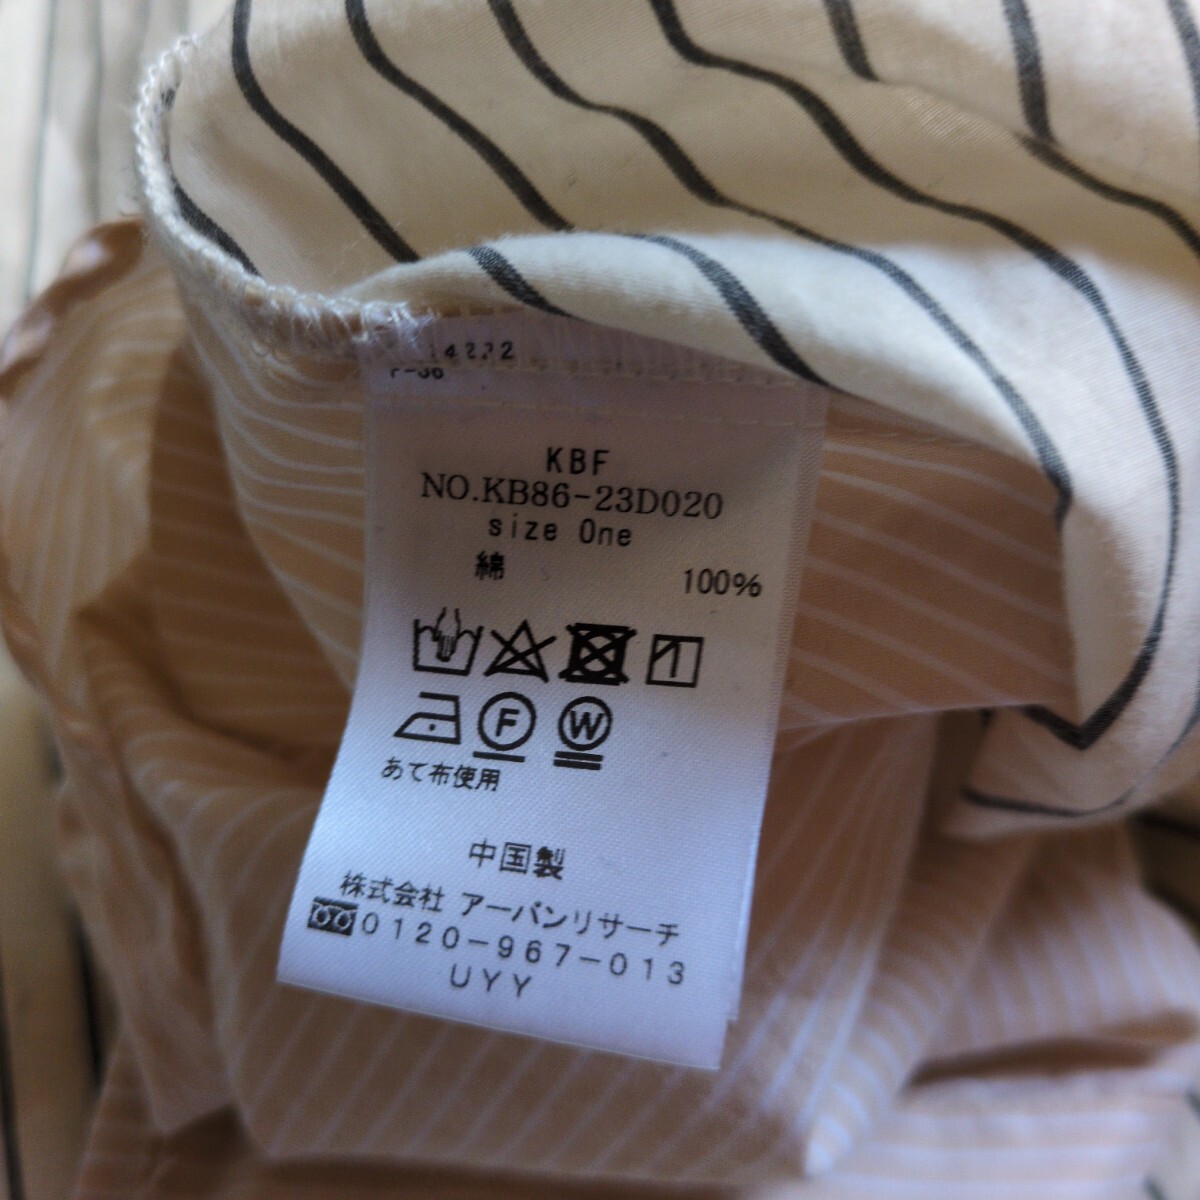 14222
KBF
NO.KB86-23D020
size One
綿 100%
F W
あて布使用
中国製
株式会社 アーバンリサーチ
0120-967-013
UYY